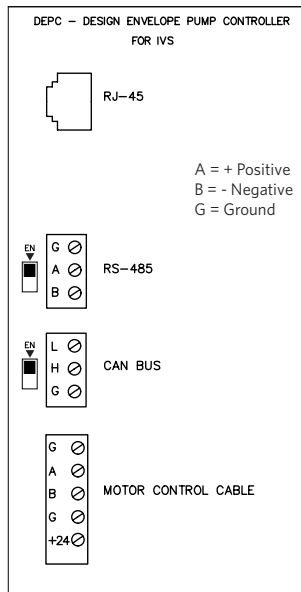 DEPC – DESIGN ENVELOPE PUMP CONTROLLER
FOR IVS
RJ-45
A = + Positive
B = - Negative
G = Ground
EN
G
A
B
RS-485
EN
L
H
G
CAN BUS
G
A
B
G
+24
MOTOR CONTROL CABLE